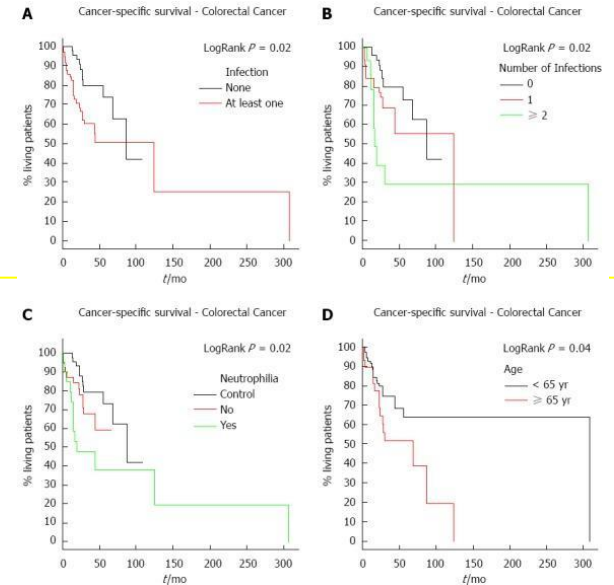 A
Cancer-specific survival - Colorectal Cancer
LogRank P = 0.02
Infection
None
At least one
% living patients
100
90
80
70
60
50
40
30
20
10
0
0 50 100 150 200 250 300
t/mo
B
Cancer-specific survival - Colorectal Cancer
LogRank P = 0.02
Number of Infections
0
1
⩾ 2
% living patients
100
90
80
70
60
50
40
30
20
10
0
0 50 100 150 200 250 300
t/mo
C
Cancer-specific survival - Colorectal Cancer
LogRank P = 0.02
Neutrophilia
Control
No
Yes
% living patients
100
90
80
70
60
50
40
30
20
10
0
0 50 100 150 200 250 300
t/mo
D
Cancer-specific survival - Colorectal Cancer
LogRank P = 0.04
Age
< 65 yr
⩾ 65 yr
% living patients
100
90
80
70
60
50
40
30
20
10
0
0 50 100 150 200 250 300
t/mo